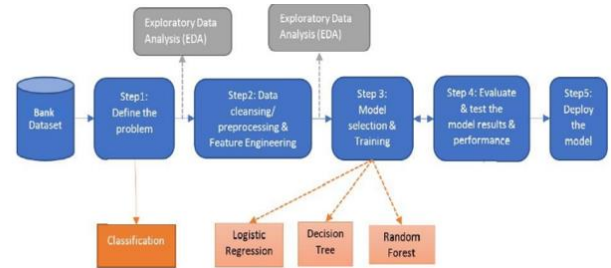 Exploratory Data
Analysis (EDA)
Exploratory Data
Analysis (EDA)
Bank
Dataset
Step1:
Define the
problem
Step2: Data
cleansing/
preprocessing &
Feature Engineering
Step 3:
Model
selection &
Training
Step 4: Evaluate
& test the
model results &
performance
Step5:
Deploy
the
model
Classification
Logistic
Regression
Decision
Tree
Random
Forest